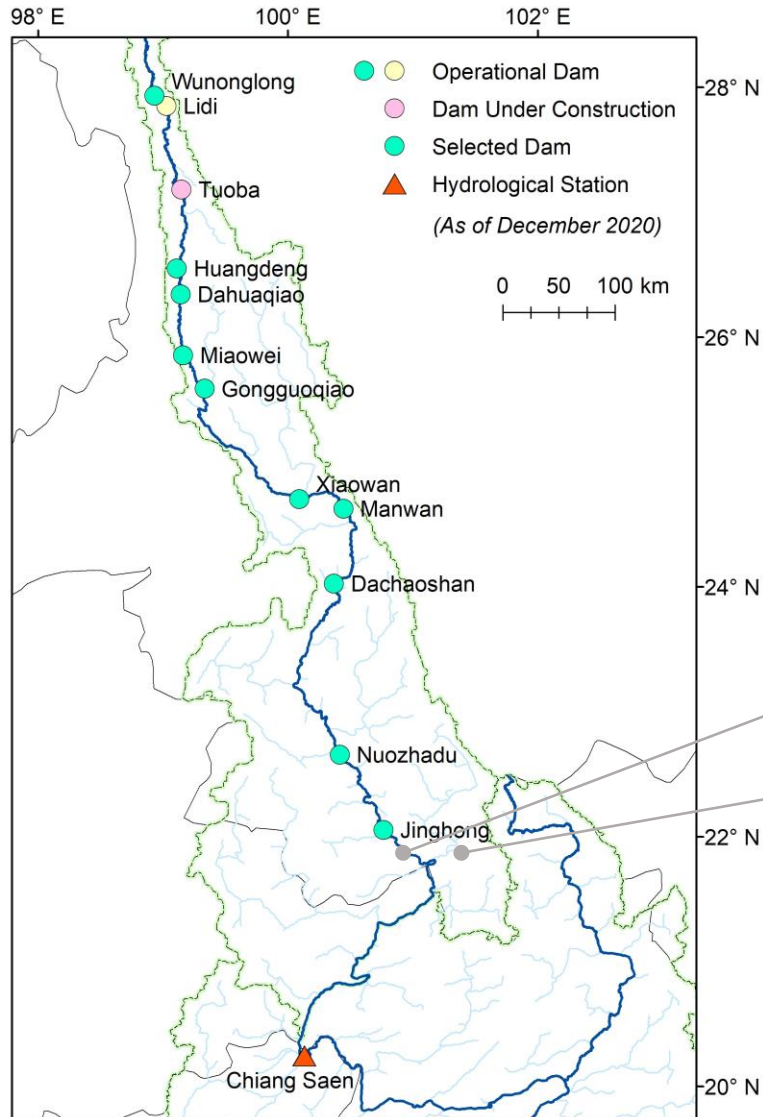 98° E 100° E 102° E
Operational Dam
Dam Under Construction
Selected Dam
Hydrological Station
(As of December 2020)
0 50 100 km
28° N
26° N
24° N
22° N
20° N
Wunonglong
Lidi
Tuoba
Huangdeng
Dahuaqiao
Miaowei
Gongguoqiao
Xiaowan
Manwan
Dachaoshan
Nuozhadu
Jinghong
Chiang Saen